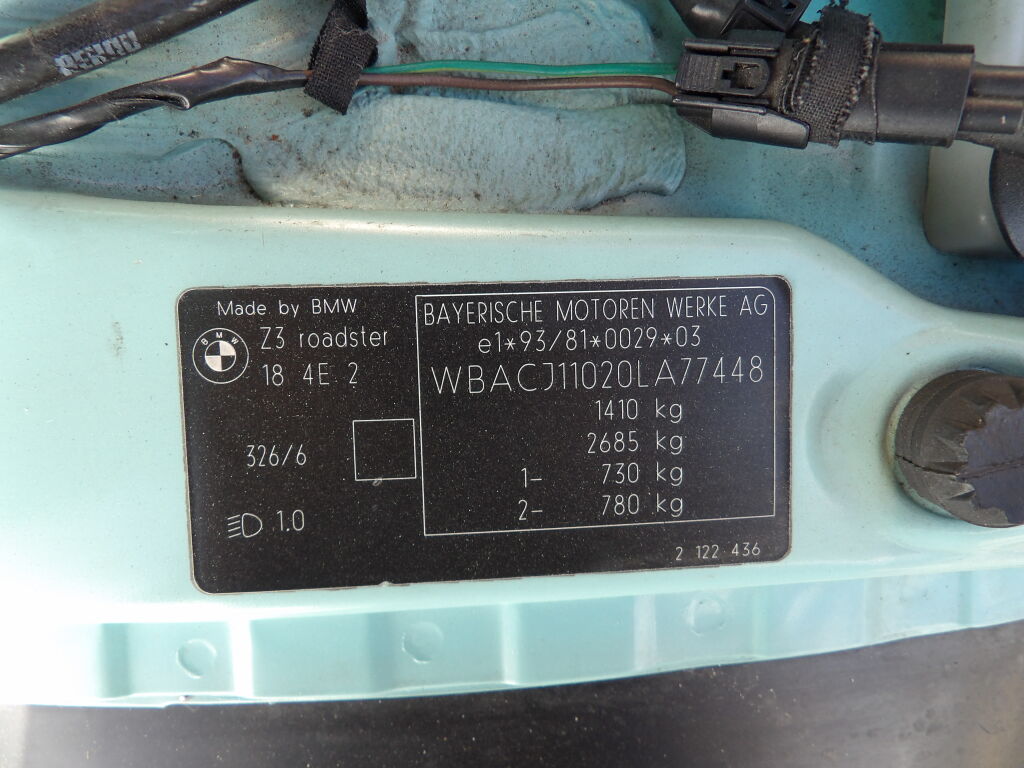 Made by BMW
BMW
Z3 roadster
18 4E 2
326/6
1.0
BAYERISCHE MOTOREN WERKE AG
e1*93/81*0029*03
WBACJ11020LA77448
1410 kg
2685 kg
1- 730 kg
2- 780 kg
2 122 436